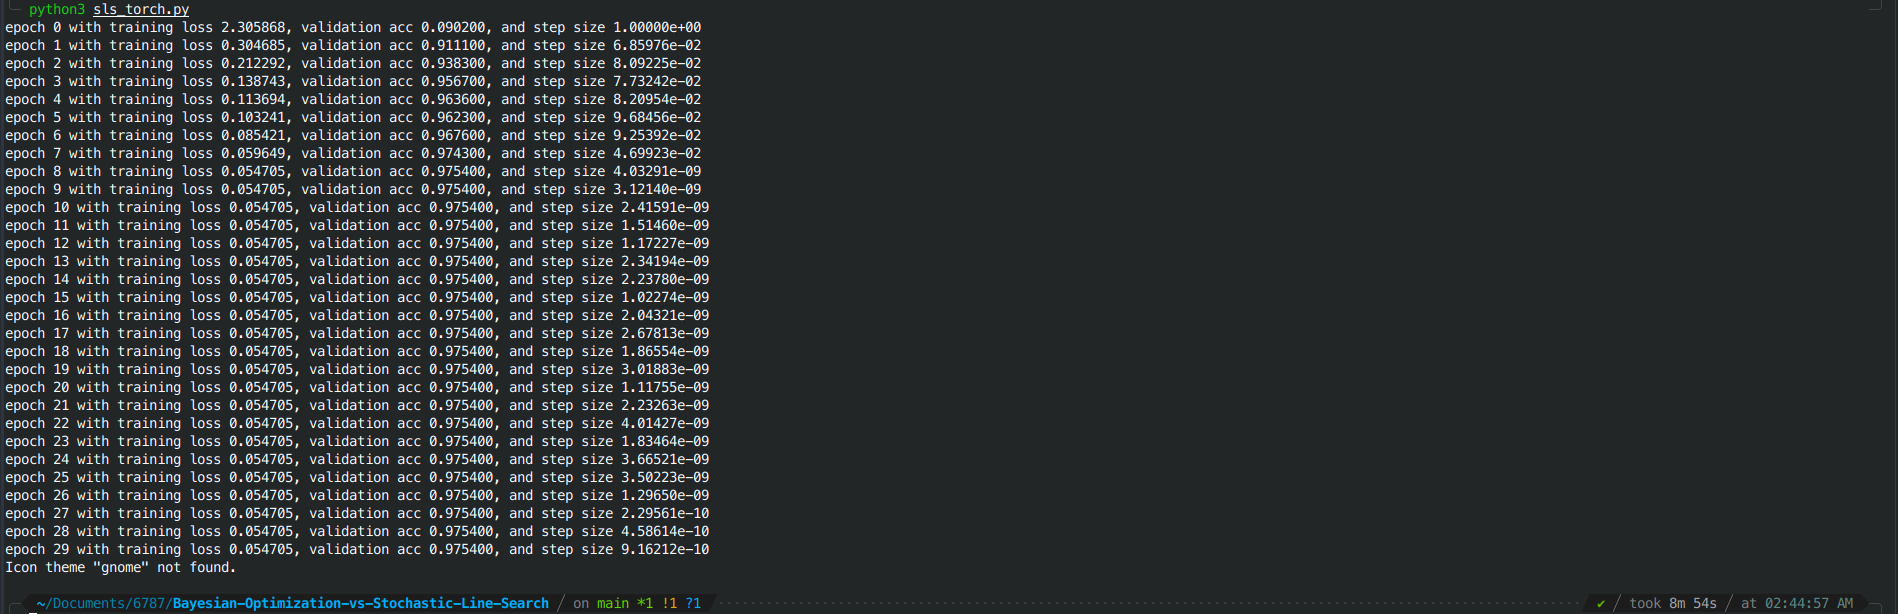 python3 sls_torch.py
epoch 0 with training loss 2.305868, validation acc 0.090200, and step size 1.00000e+00
epoch 1 with training loss 0.304685, validation acc 0.911100, and step size 6.85976e-02
epoch 2 with training loss 0.212292, validation acc 0.938300, and step size 8.09225e-02
epoch 3 with training loss 0.138743, validation acc 0.956700, and step size 7.73242e-02
epoch 4 with training loss 0.113694, validation acc 0.963600, and step size 8.20954e-02
epoch 5 with training loss 0.103241, validation acc 0.962300, and step size 9.68456e-02
epoch 6 with training loss 0.085421, validation acc 0.967600, and step size 9.25392e-02
epoch 7 with training loss 0.059649, validation acc 0.974300, and step size 4.69923e-02
epoch 8 with training loss 0.054705, validation acc 0.975400, and step size 4.03291e-09
epoch 9 with training loss 0.054705, validation acc 0.975400, and step size 3.12140e-09
epoch 10 with training loss 0.054705, validation acc 0.975400, and step size 2.41591e-09
epoch 11 with training loss 0.054705, validation acc 0.975400, and step size 1.51460e-09
epoch 12 with training loss 0.054705, validation acc 0.975400, and step size 1.17227e-09
epoch 13 with training loss 0.054705, validation acc 0.975400, and step size 2.34194e-09
epoch 14 with training loss 0.054705, validation acc 0.975400, and step size 2.23780e-09
epoch 15 with training loss 0.054705, validation acc 0.975400, and step size 1.02274e-09
epoch 16 with training loss 0.054705, validation acc 0.975400, and step size 2.04321e-09
epoch 17 with training loss 0.054705, validation acc 0.975400, and step size 2.67813e-09
epoch 18 with training loss 0.054705, validation acc 0.975400, and step size 1.86554e-09
epoch 19 with training loss 0.054705, validation acc 0.975400, and step size 3.01883e-09
epoch 20 with training loss 0.054705, validation acc 0.975400, and step size 1.11755e-09
epoch 21 with training loss 0.054705, validation acc 0.975400, and step size 2.23263e-09
epoch 22 with training loss 0.054705, validation acc 0.975400, and step size 4.01427e-09
epoch 23 with training loss 0.054705, validation acc 0.975400, and step size 1.83464e-09
epoch 24 with training loss 0.054705, validation acc 0.975400, and step size 3.66521e-09
epoch 25 with training loss 0.054705, validation acc 0.975400, and step size 3.50223e-09
epoch 26 with training loss 0.054705, validation acc 0.975400, and step size 1.29650e-09
epoch 27 with training loss 0.054705, validation acc 0.975400, and step size 2.29561e-10
epoch 28 with training loss 0.054705, validation acc 0.975400, and step size 4.58614e-10
epoch 29 with training loss 0.054705, validation acc 0.975400, and step size 9.16212e-10
Icon theme "gnome" not found.
~/Documents/6787/Bayesian-Optimization-vs-Stochastic-Line-Search / on main *1 !1 ?1 ✔ / took 8m 54s / at 02:44:57 AM